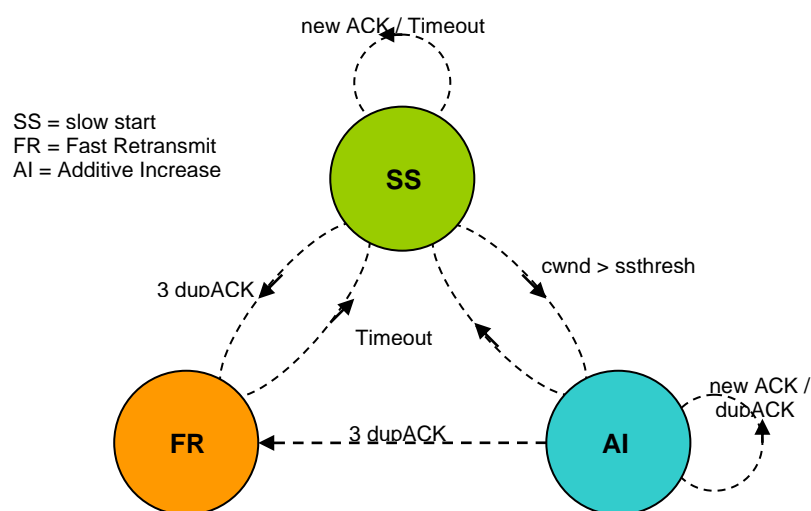 new ACK / Timeout
SS = slow start
FR = Fast Retransmit
AI = Additive Increase
SS
cwnd > ssthresh
3 dupACK
Timeout
new ACK /
dupACK
3 dupACK
FR
AI